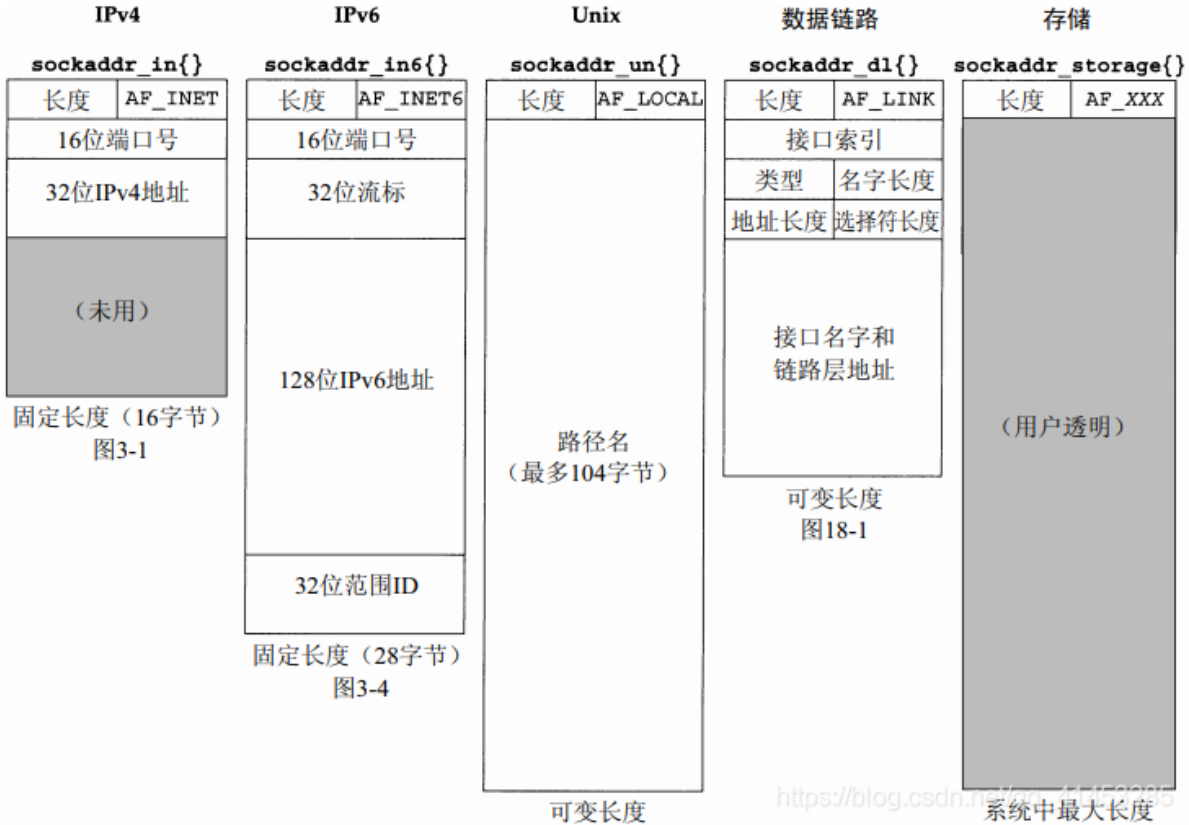 IPv4
sockaddr_in{}
长度 AF_INET
16位端口号
32位IPv4地址
（未用）
固定长度（16字节）
图3-1
IPv6
sockaddr_in6{}
长度 AF_INET6
16位端口号
32位流标
128位IPv6地址
32位范围ID
固定长度（28字节）
图3-4
Unix
sockaddr_un{}
长度 AF_LOCAL
路径名
（最多104字节）
可变长度
数据链路
sockaddr_dl{}
长度 AF_LINK
接口索引
类型 名字长度
地址长度 选择符长度
接口名字和
链路层地址
可变长度
图18-1
存储
sockaddr_storage{}
长度 AF_XXX
（用户透明）
系统中最大长度